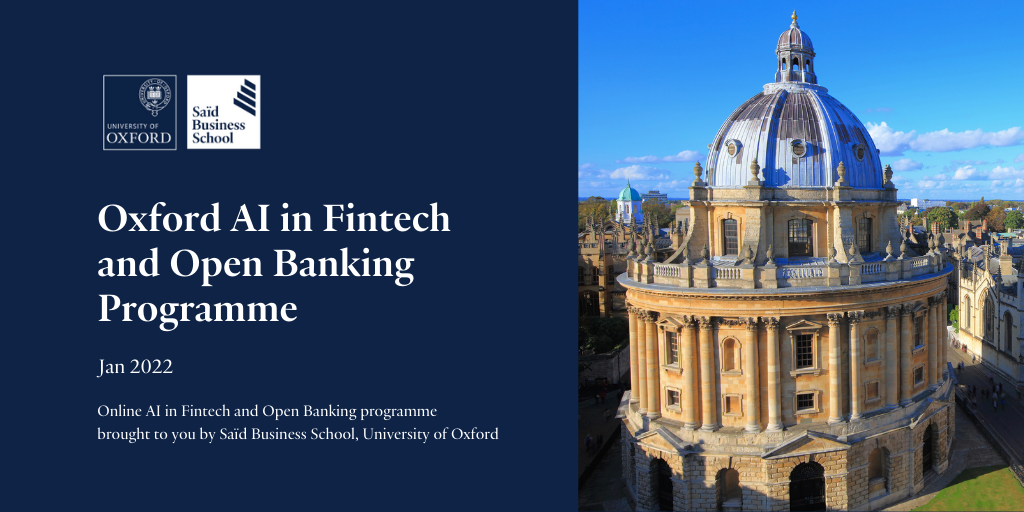 UNIVERSITY OF
OXFORD
Saïd
Business
School
Oxford AI in Fintech
and Open Banking
Programme
Jan 2022
Online AI in Fintech and Open Banking programme
brought to you by Saïd Business School, University of Oxford